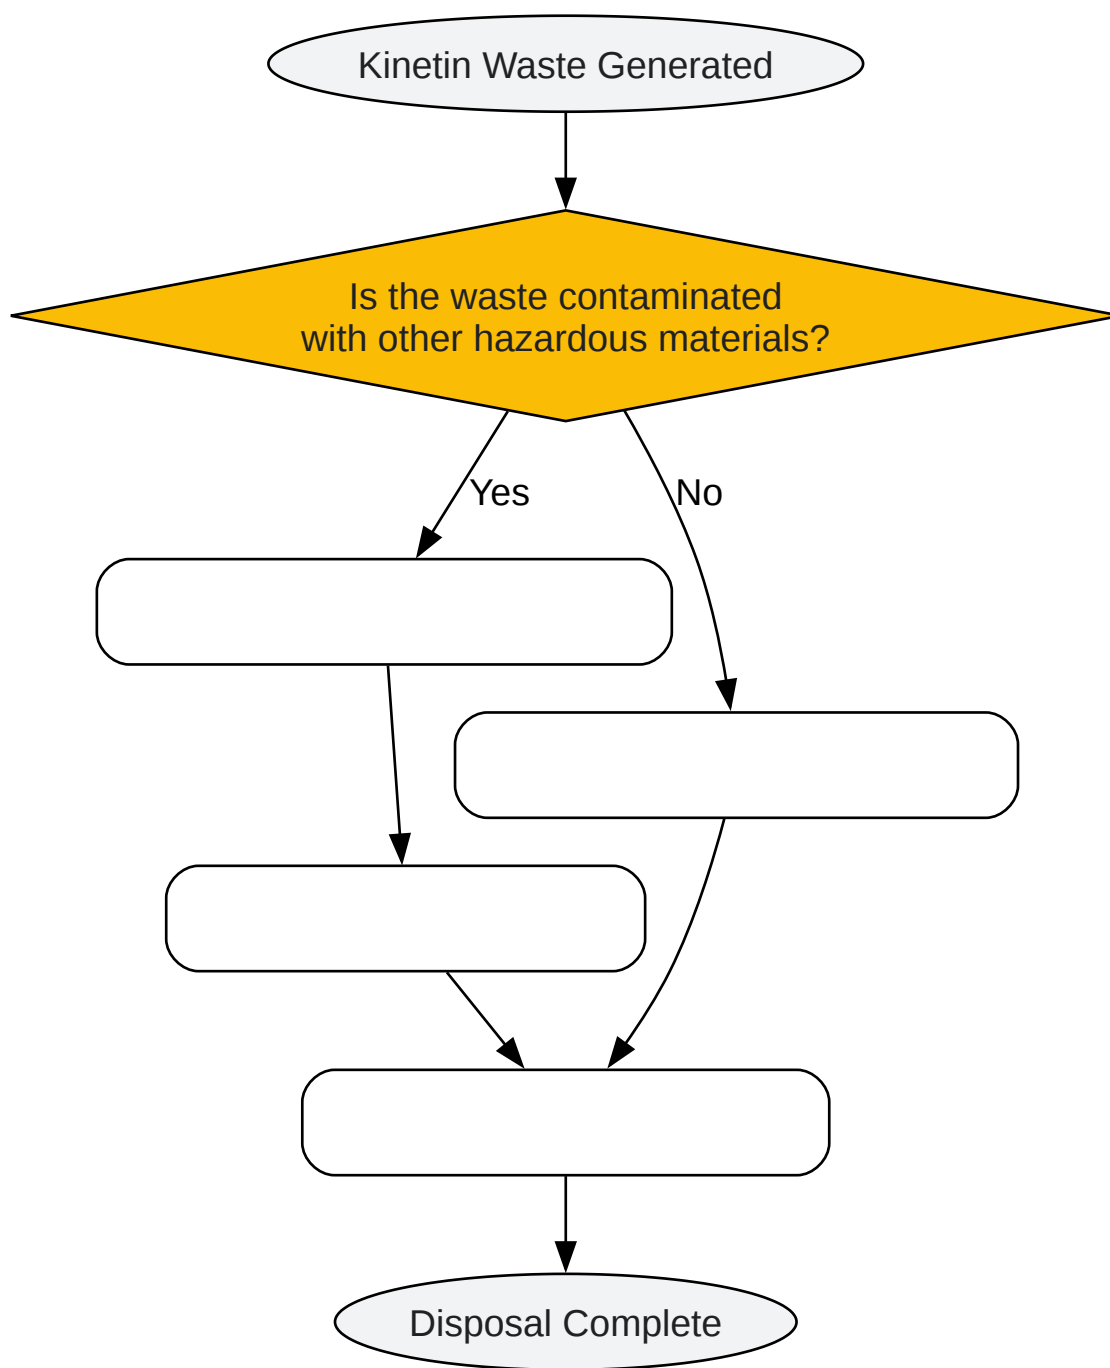 Kinetin Waste Generated
Is the waste contaminated
with other hazardous materials?
Yes
No
Disposal Complete